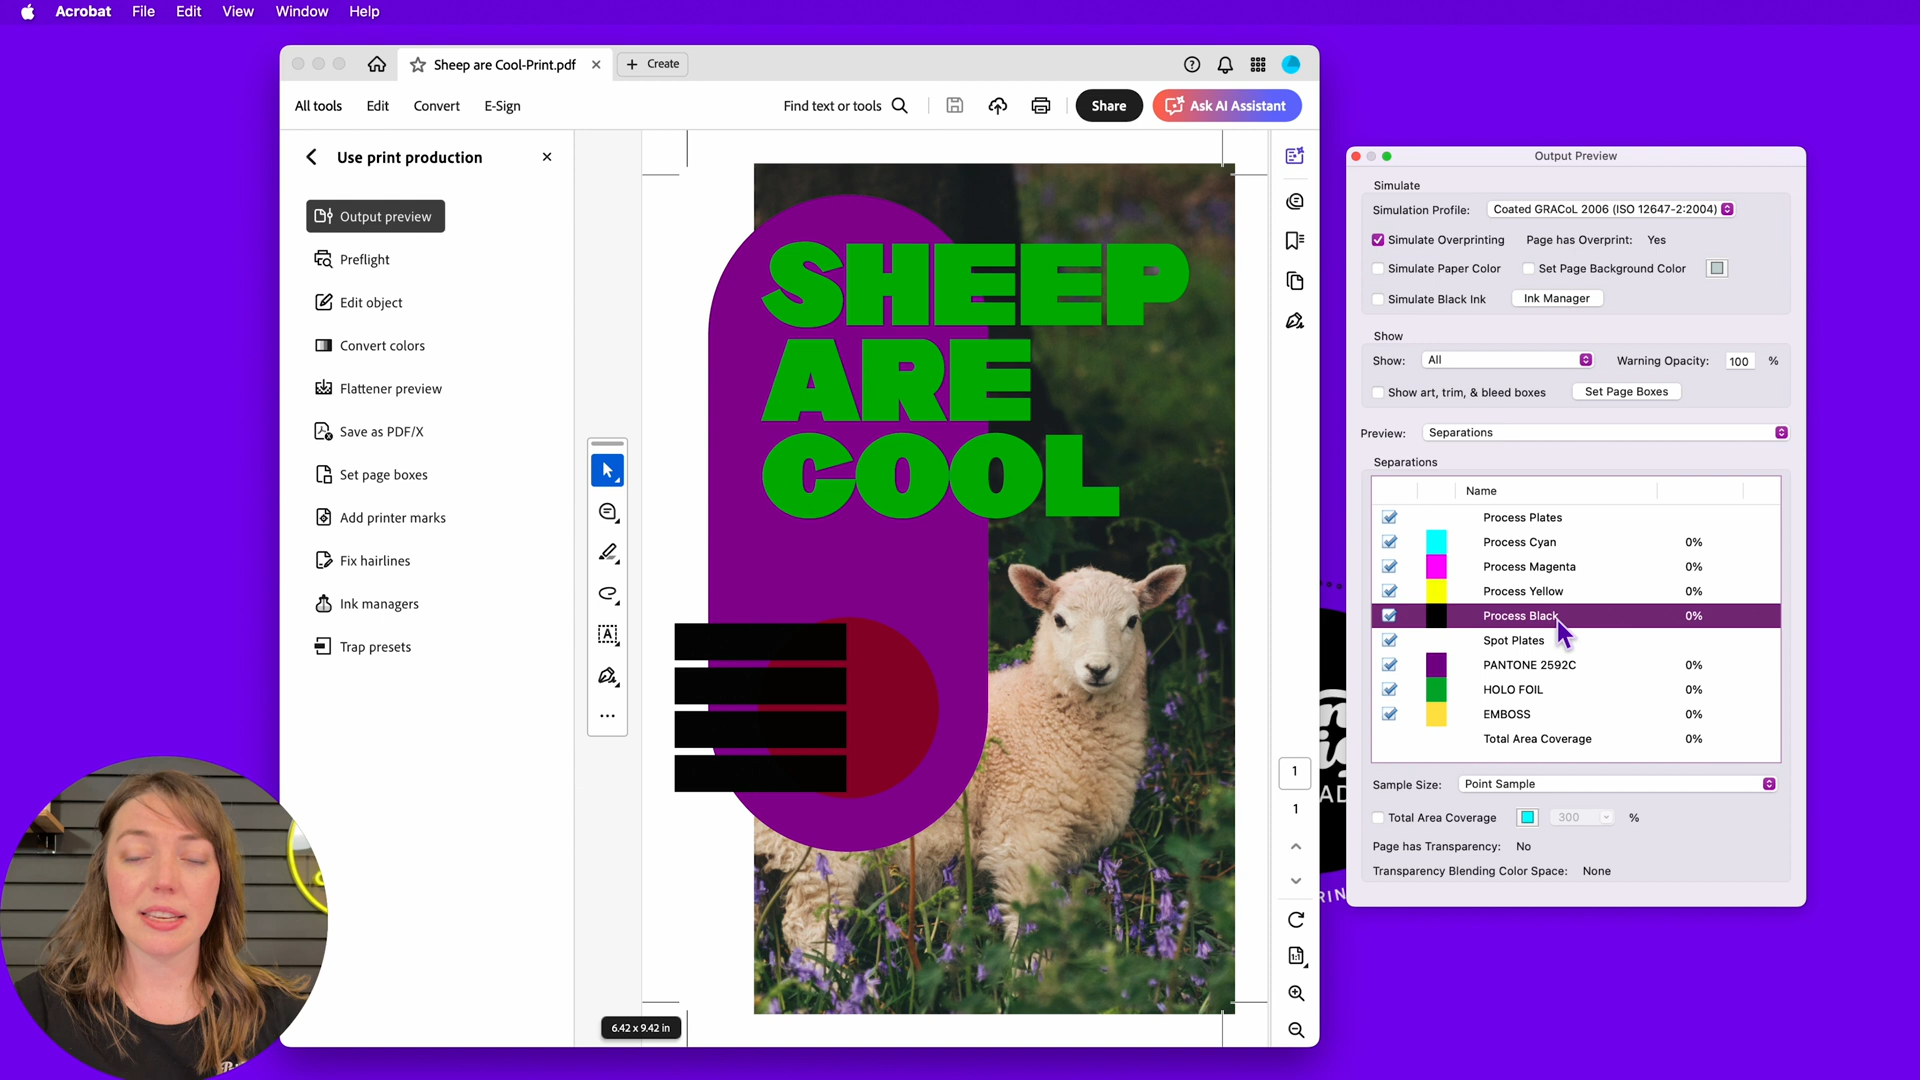 Acrobat File Edit View Window Help
Sheep are Cool-Print.pdf
Create
All tools Edit Convert E-Sign
Find text or tools
Share
Ask AI Assistant
Use print production
Output preview
Preflight
Edit object
Convert colors
Flattener preview
Save as PDF/X
Set page boxes
Add printer marks
Fix hairlines
Ink managers
Trap presets
SHEEP
ARE
COOL
6.42 x 9.42 in
1
1
Output Preview
Simulate
Simulation Profile: Coated GRACoL 2006 (ISO 12647-2:2004)
Simulate Overprinting Page has Overprint: Yes
Simulate Paper Color Set Page Background Color
Simulate Black Ink Ink Manager
Show
Show: All Warning Opacity: 100 %
Show art, trim, & bleed boxes Set Page Boxes
Preview: Separations
Separations
Name
Process Plates
Process Cyan 0%
Process Magenta 0%
Process Yellow 0%
Process Black 0%
Spot Plates
PANTONE 2592C 0%
HOLO FOIL 0%
EMBOSS 0%
Total Area Coverage 0%
Sample Size: Point Sample
Total Area Coverage 300 %
Page has Transparency: No
Transparency Blending Color Space: None